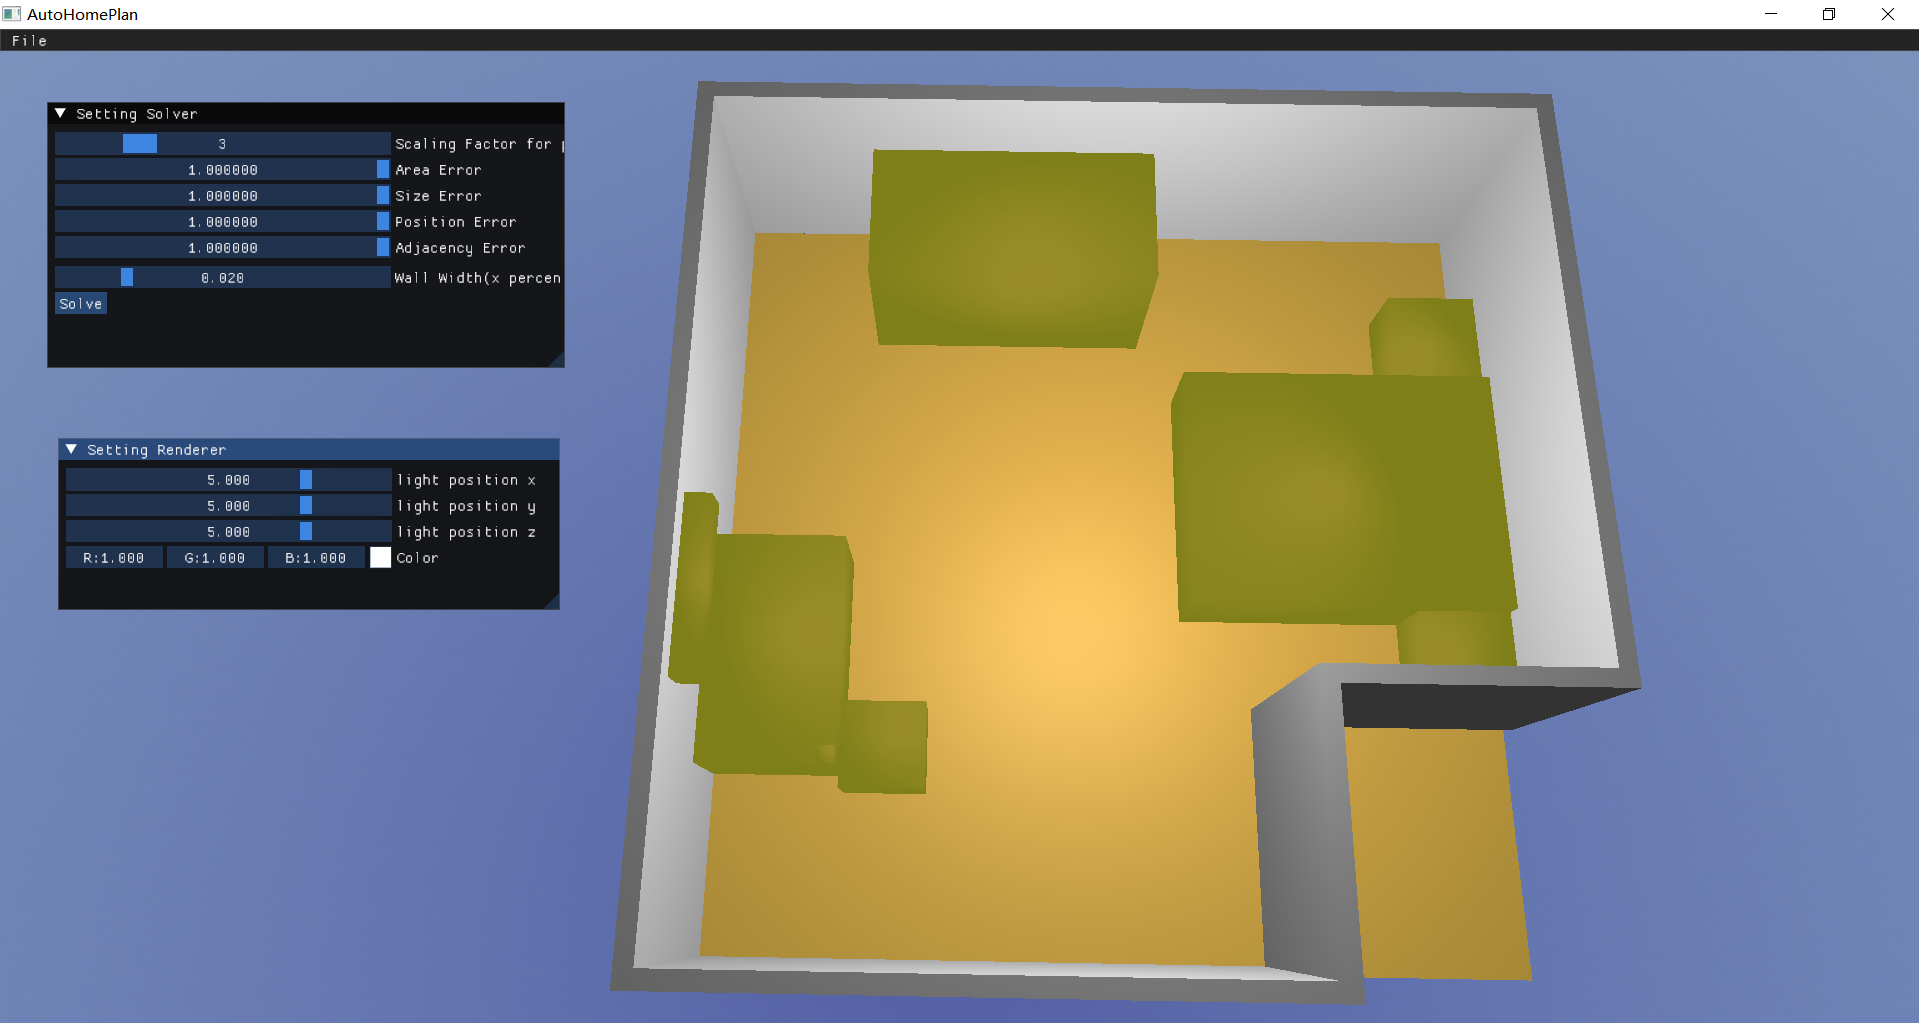 AutoHomePlan
File
Setting Solver
3 Scaling Factor for
1.000000 Area Error
1.000000 Size Error
1.000000 Position Error
1.000000 Adjacency Error
0.020 Wall Width(x percen
Solve
Setting Renderer
5.000 light position x
5.000 light position y
5.000 light position z
R:1.000 G:1.000 B:1.000 Color